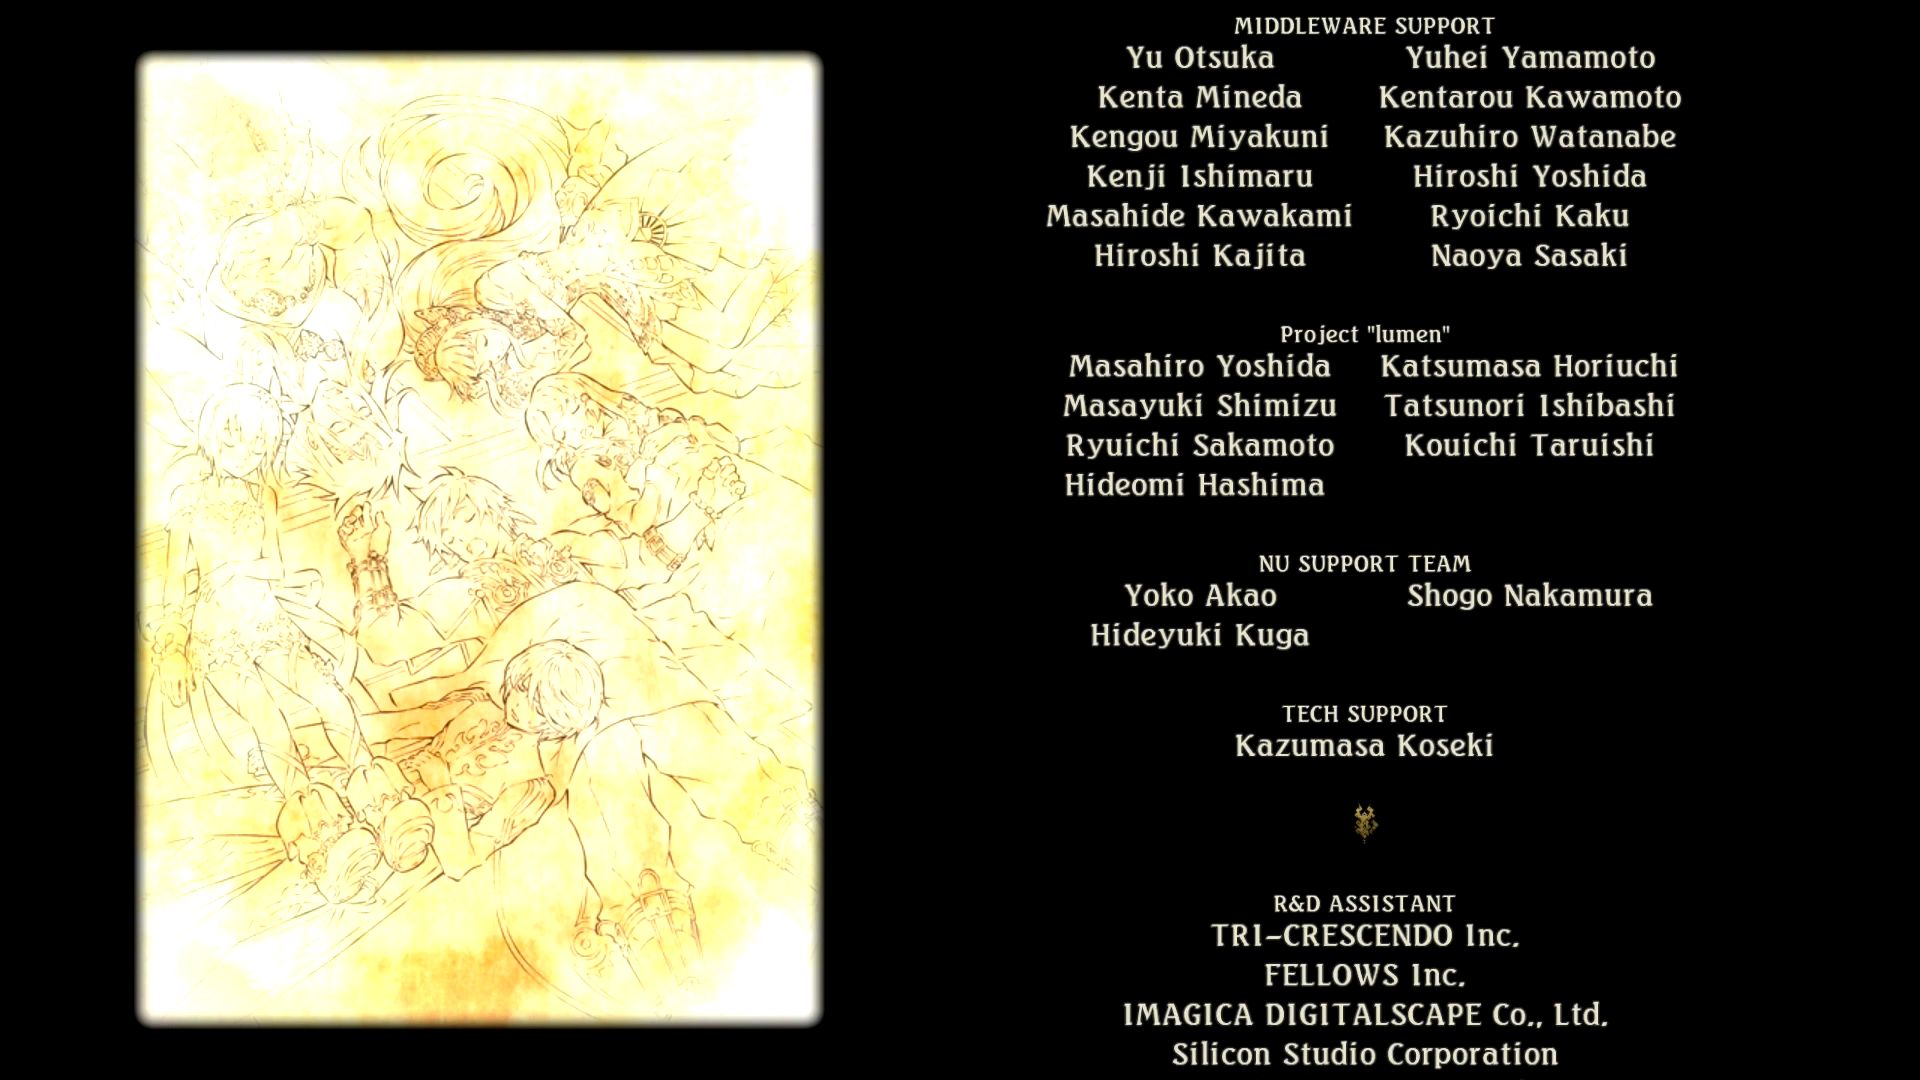 MIDDLEWARE SUPPORT
Yu Otsuka Yuhei Yamamoto
Kenta Mineda Kentarou Kawamoto
Kengou Miyakuni Kazuhiro Watanabe
Kenji Ishimaru Hiroshi Yoshida
Masahide Kawakami Ryoichi Kaku
Hiroshi Kajita Naoya Sasaki
Project "lumen"
Masahiro Yoshida Katsumasa Horiuchi
Masayuki Shimizu Tatsunori Ishibashi
Ryuichi Sakamoto Kouichi Taruishi
Hideomi Hashima
NU SUPPORT TEAM
Yoko Akao Shogo Nakamura
Hideyuki Kuga
TECH SUPPORT
Kazumasa Koseki
R&D ASSISTANT
TRI-CRESCENDO Inc.
FELLOWS Inc.
IMAGICA DIGITALSCAPE Co., Ltd.
Silicon Studio Corporation